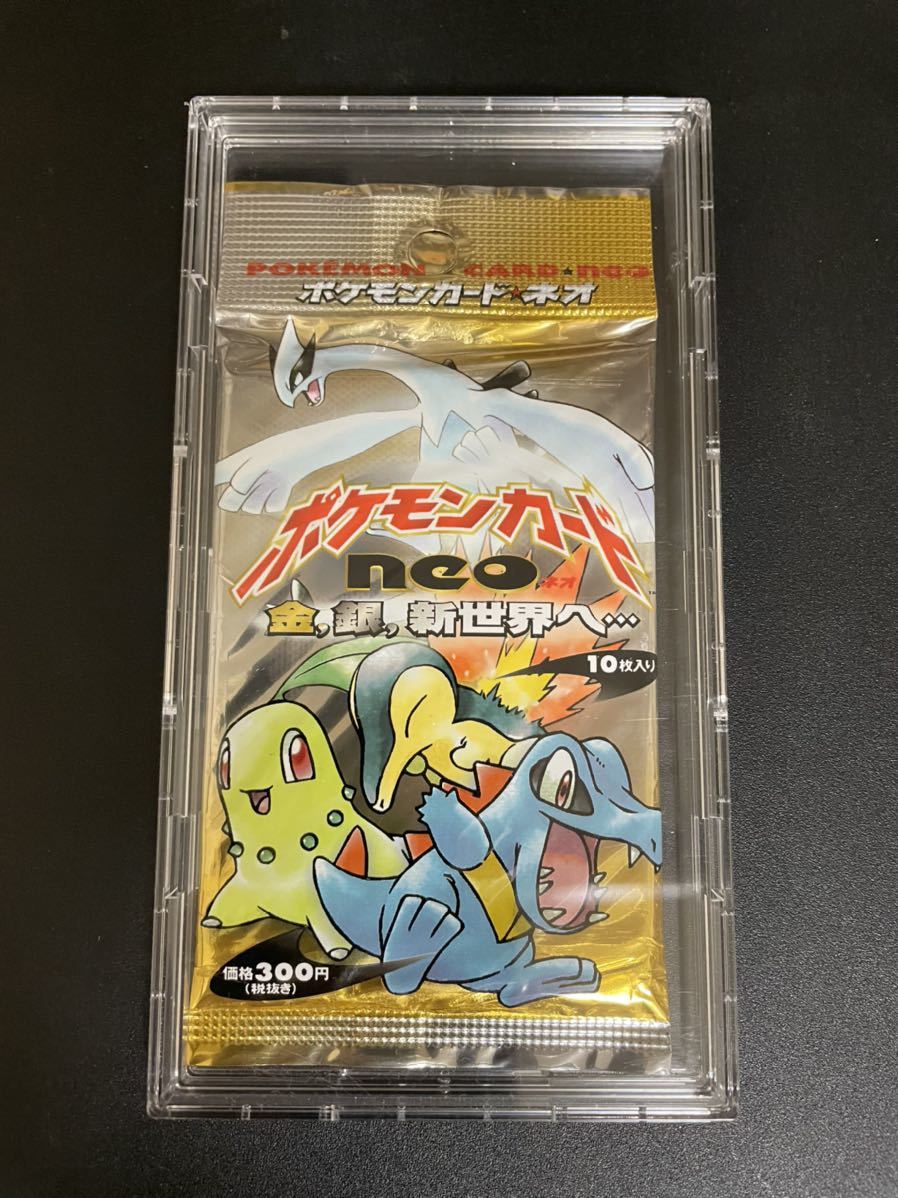 POKÉMON CARD★neo
ポケモンカード★ネオ
ポケモンカード
neo ネオ
™
金,銀,新世界へ…
10枚入り
価格300円
(税抜き)